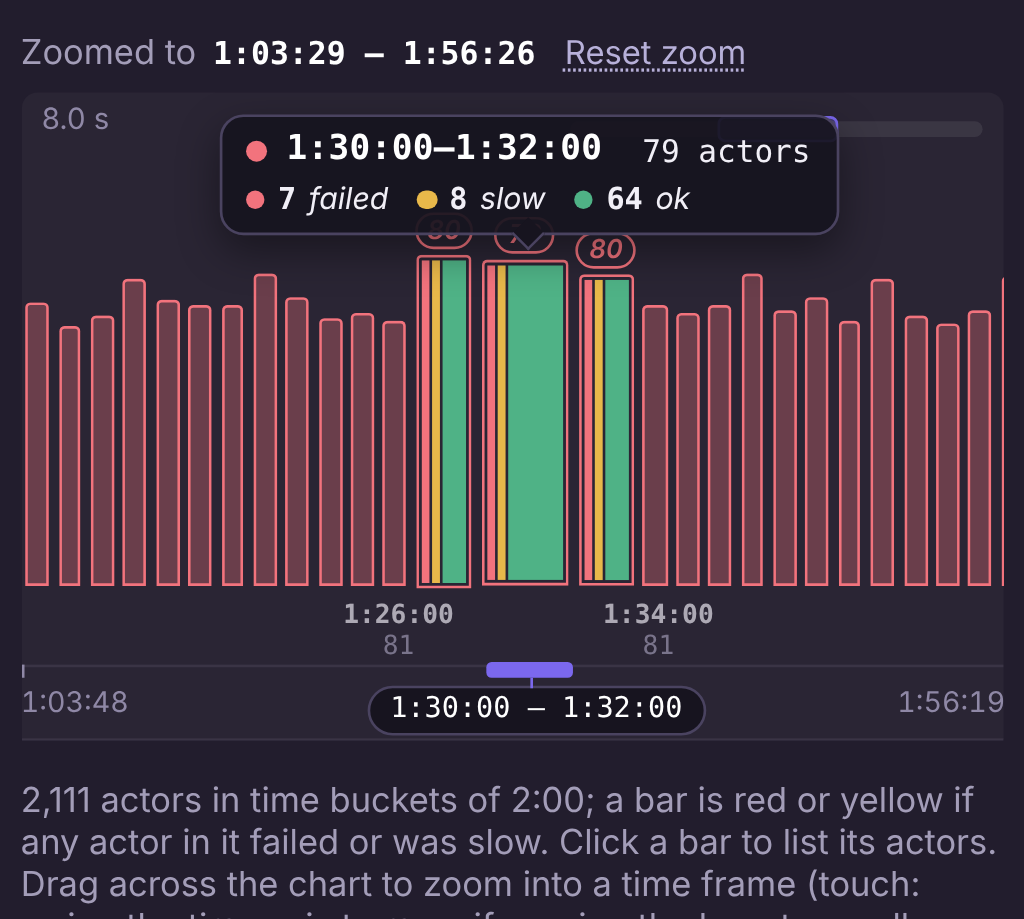 Zoomed to 1:03:29 – 1:56:26 Reset zoom
8.0 s
1:30:00–1:32:00 79 actors
7 failed 8 slow 64 ok
80 80
1:26:00 1:34:00
81 81
1:03:48 1:30:00 – 1:32:00 1:56:19
2,111 actors in time buckets of 2:00; a bar is red or yellow if
any actor in it failed or was slow. Click a bar to list its actors.
Drag across the chart to zoom into a time frame (touch: